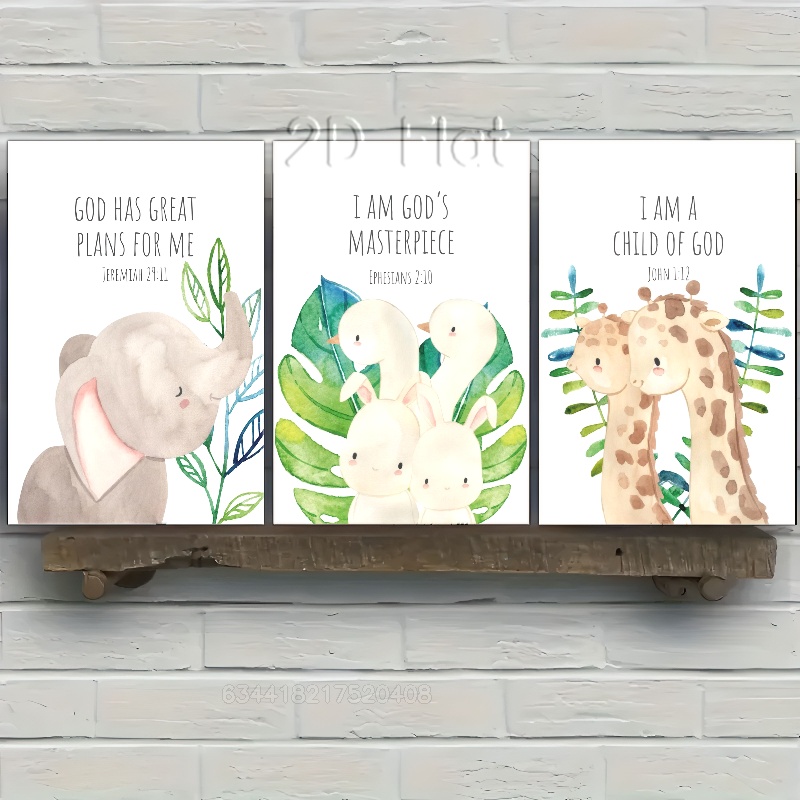 2D Flat
GOD HAS GREAT
PLANS FOR ME
JEREMIAH 29:11
I AM GOD'S
MASTERPIECE
EPHESIANS 2:10
I AM A
CHILD OF GOD
JOHN 1:12
634418217520408